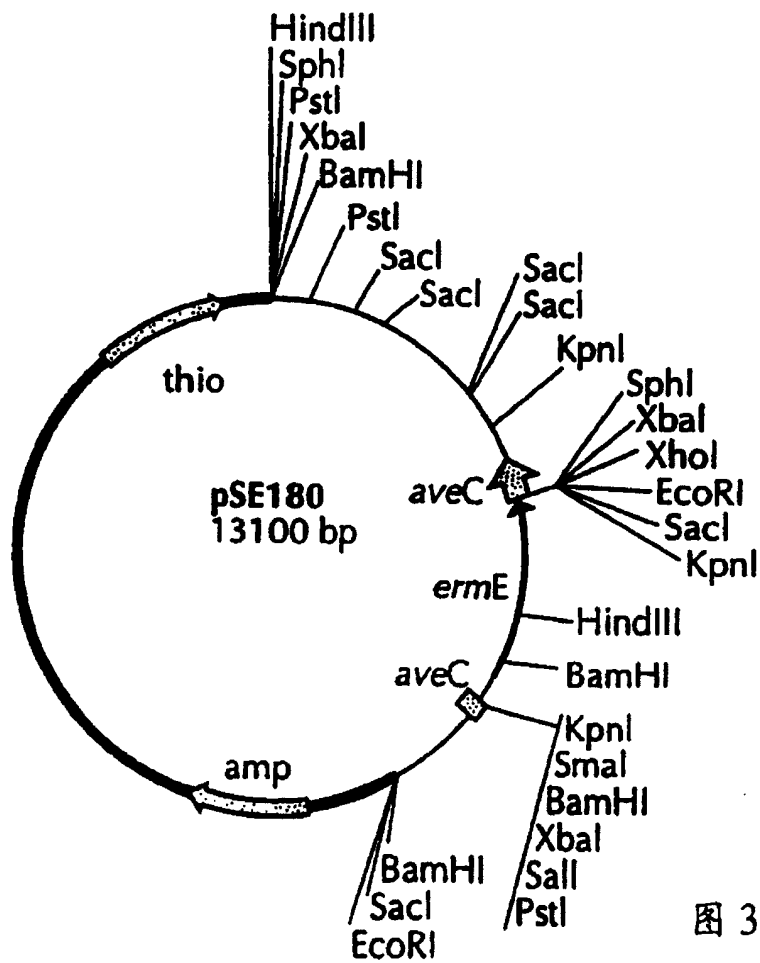 HindIII
SphI
PstI
XbaI
BamHI
PstI
SacI
SacI
SacI
SacI
KpnI
SphI
XbaI
XhoI
EcoRI
SacI
KpnI
thio
pSE180
13100 bp
aveC
ermE
HindIII
BamHI
aveC
KpnI
SmaI
BamHI
XbaI
SalI
PstI
amp
BamHI
SacI
EcoRI
图 3